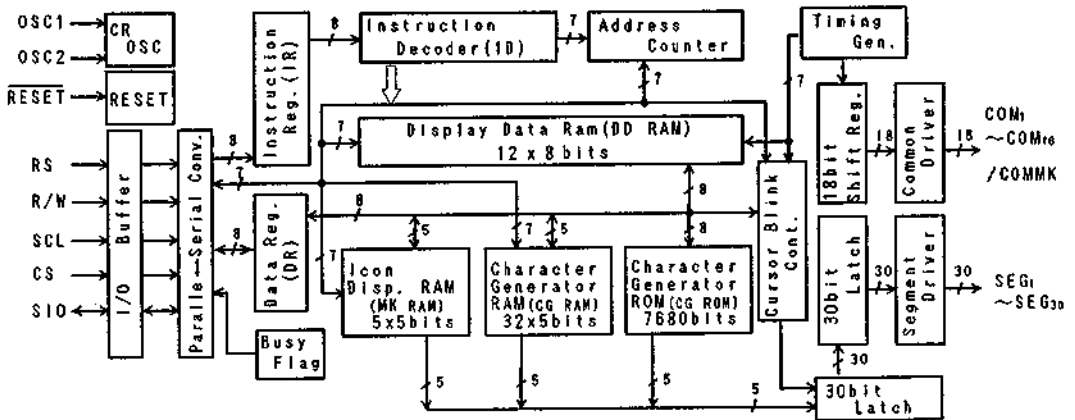 OSC1
OSC2
CR
OSC
RESET
RESET
RS
R/W
SCL
CS
SIO
I/O Buffer
Paralle←Serial Conv.
8
7
8
Instruction
Reg.(IR)
8
Instruction
Decoder(ID)
7
Address
Counter
7
7
Display Data Ram(DD RAM)
12 x 8 bits
8
8
Data Reg.
(DR)
Busy
Flag
7
5
7
5
8
Icon
Disp. RAM
(MK RAM)
5x5bits
Character
Generator
RAM(CG RAM)
32x5bits
Character
Generator
ROM(CG ROM)
7680bits
5
5
5
5
Cursor Blink
Cont.
Timing
Gen.
7
18bit
Shift Reg.
18
Common
Driver
18
COM1
~COM16
/COMMK
30bit
Latch
30
Segment
Driver
30
SEG1
~SEG30
30
30bit
Latch